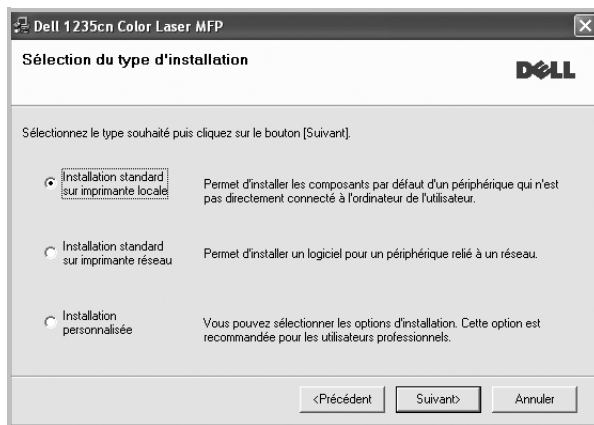 Dell 1235cn Color Laser MFP
Sélection du type d'installation
DELL
Sélectionnez le type souhaité puis cliquez sur le bouton [Suivant].
Installation standard
sur imprimante locale
Permet d'installer les composants par défaut d'un périphérique qui n'est
pas directement connecté à l'ordinateur de l'utilisateur.
Installation standard
sur imprimante réseau
Permet d'installer un logiciel pour un périphérique relié à un réseau.
Installation
personnalisée
Vous pouvez sélectionner les options d'installation. Cette option est
recommandée pour les utilisateurs professionnels.
<Précédent
Suivant>
Annuler